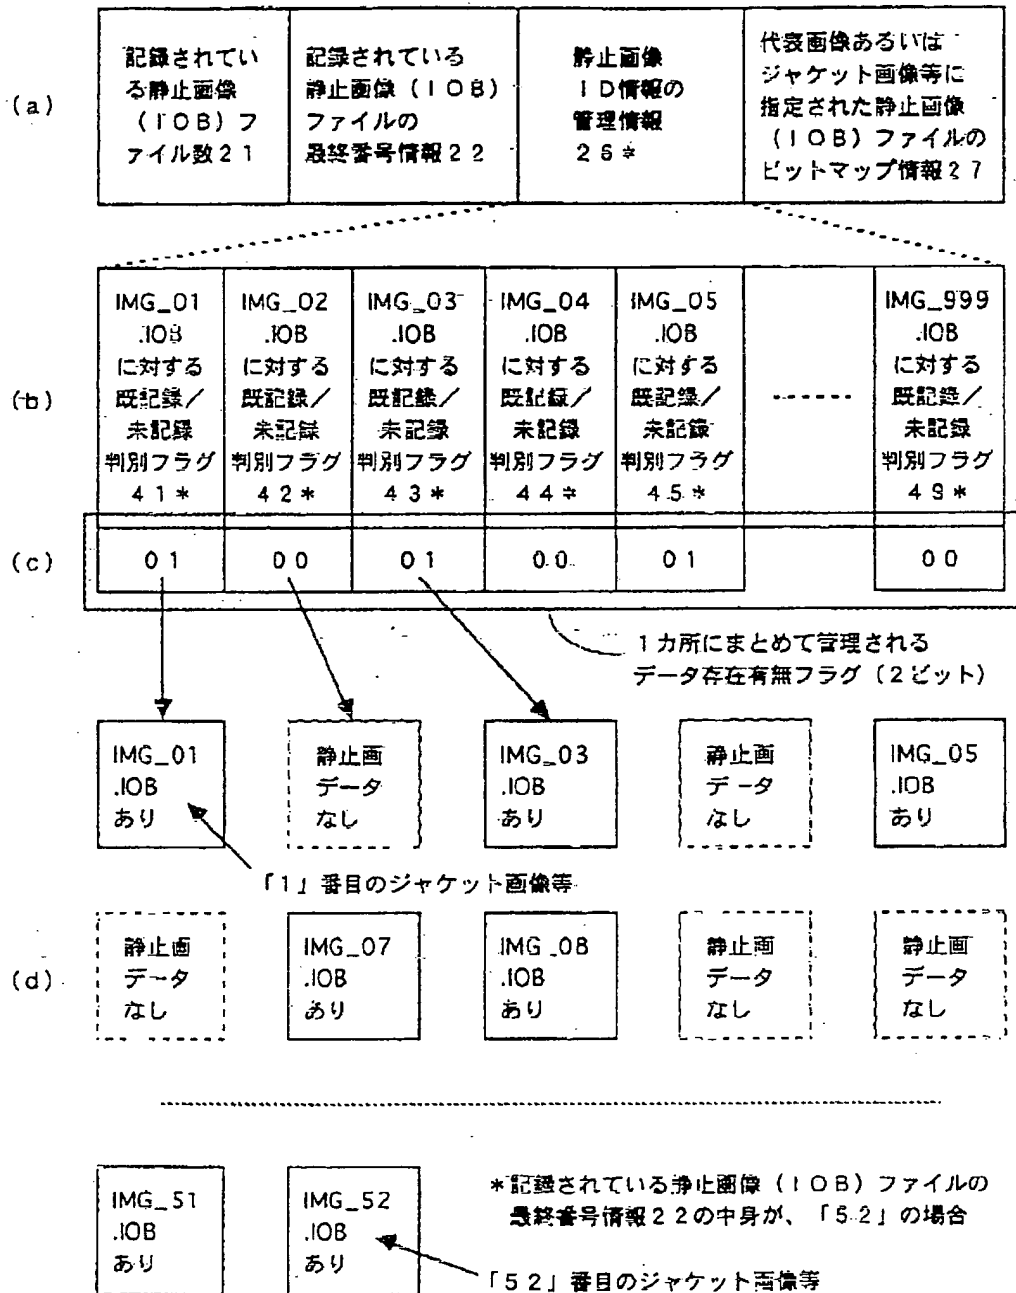 (a)
記録されてい
る静止画像
(IOB)フ
ァイル数21
記録されている
静止画像(IOB)
ファイルの
最終番号情報22
静止画像
ID情報の
管理情報
26*
代表画像あるいは
ジャケット画像等に
指定された静止画像
(IOB)ファイルの
ビットマップ情報27
(b)
IMG_01
.IOB
に対する
既記録/
未記録
判別フラグ
41*
IMG_02
.IOB
に対する
既記録/
未記録
判別フラグ
42*
IMG_03
.IOB
に対する
既記録/
未記録
判別フラグ
43*
IMG_04
.IOB
に対する
既記録/
未記録
判別フラグ
44*
IMG_05
.IOB
に対する
既記録/
未記録
判別フラグ
45*
IMG_999
.IOB
に対する
既記録/
未記録
判別フラグ
49*
(c)
01
00
01
00
01
00
1カ所にまとめて管理される
データ存在有無フラグ(2ビット)
IMG_01
.IOB
あり
静止画
データ
なし
IMG_03
.IOB
あり
静止画
データ
なし
IMG_05
.IOB
あり
「1」番目のジャケット画像等
(d)
静止画
データ
なし
IMG_07
.IOB
あり
IMG_08
.IOB
あり
静止画
データ
なし
静止画
データ
なし
IMG_51
.IOB
あり
IMG_52
.IOB
あり
*記録されている静止画像(IOB)ファイルの
最終番号情報22の中身が、「52」の場合
「52」番目のジャケット画像等